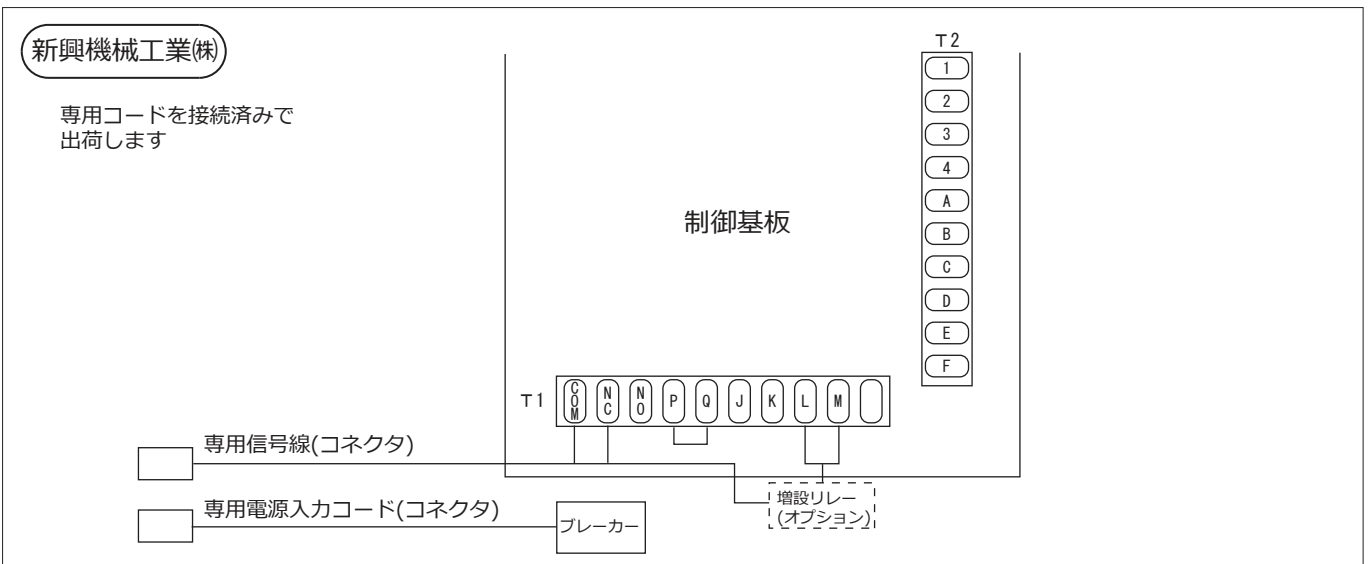 新興機械工業㈱
専用コードを接続済みで
出荷します
T2
1
2
3
4
A
B
C
D
E
F
制御基板
T1
COM
NC
NO
P
Q
J
K
L
M
専用信号線(コネクタ)
専用電源入力コード(コネクタ)
ブレーカー
増設リレー
(オプション)